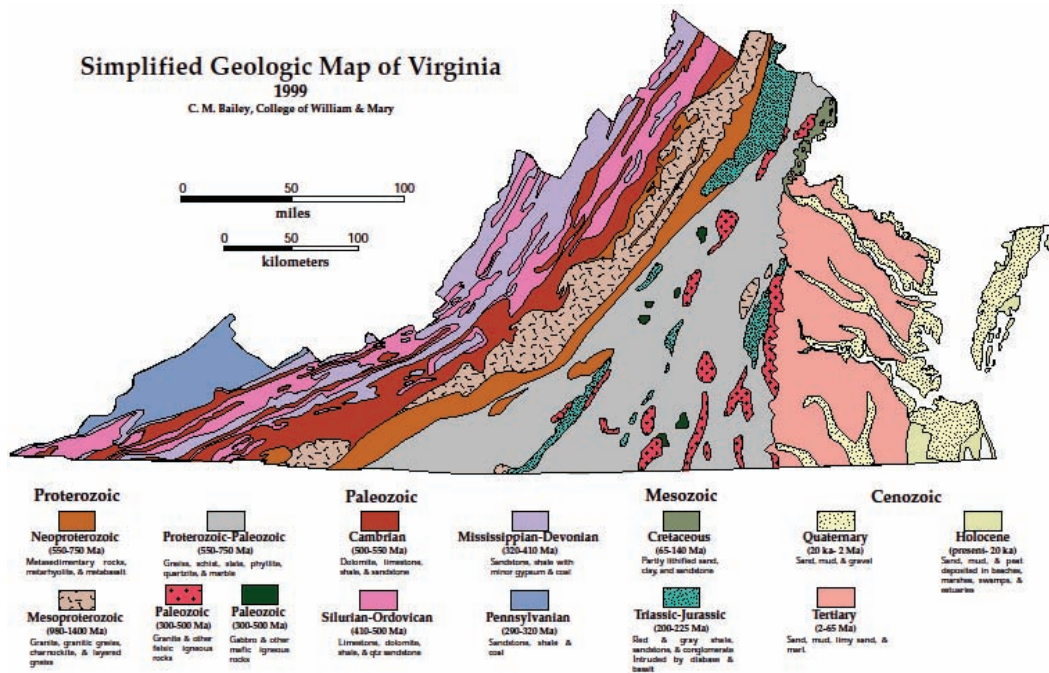 Simplified Geologic Map of Virginia
1999
C. M. Bailey, College of William & Mary
0 50 100
miles
0 50 100
kilometers
Proterozoic
Neoproterozoic
(550-750 Ma)
Metasedimentary rocks,
metarhyolite, & metabasalt
Mesoproterozoic
(980-1400 Ma)
Granite, granitic gneiss,
charnockite, & layered
gneiss
Proterozoic-Paleozoic
(550-750 Ma)
Gneiss, schist, slate, phyllite,
quartzite, & marble
Paleozoic
(300-500 Ma)
Granite & other
felsic igneous
rocks
Paleozoic
(300-500 Ma)
Gabbro & other
mafic igneous
rocks
Paleozoic
Cambrian
(500-550 Ma)
Dolomite, limestone,
shale, & sandstone
Silurian-Ordovican
(410-500 Ma)
Limestone, dolomite,
shale, & qtz sandstone
Mississippian-Devonian
(320-410 Ma)
Sandstone, shale with
minor gypsum & coal
Pennsylvanian
(290-320 Ma)
Sandstone, shale &
coal
Mesozoic
Cretaceous
(65-140 Ma)
Partly lithified sand,
clay, and sandstone
Triassic-Jurassic
(200-225 Ma)
Red & gray shale,
sandstone, & conglomerate
Intruded by diabase &
basalt
Cenozoic
Quaternary
(20 ka- 2 Ma)
Sand, mud, & gravel
Tertiary
(2-65 Ma)
Sand, mud, limy sand, &
marl.
Holocene
(present- 20 ka)
Sand, mud, & peat
deposited in beaches,
marshes, swamps, &
estuaries